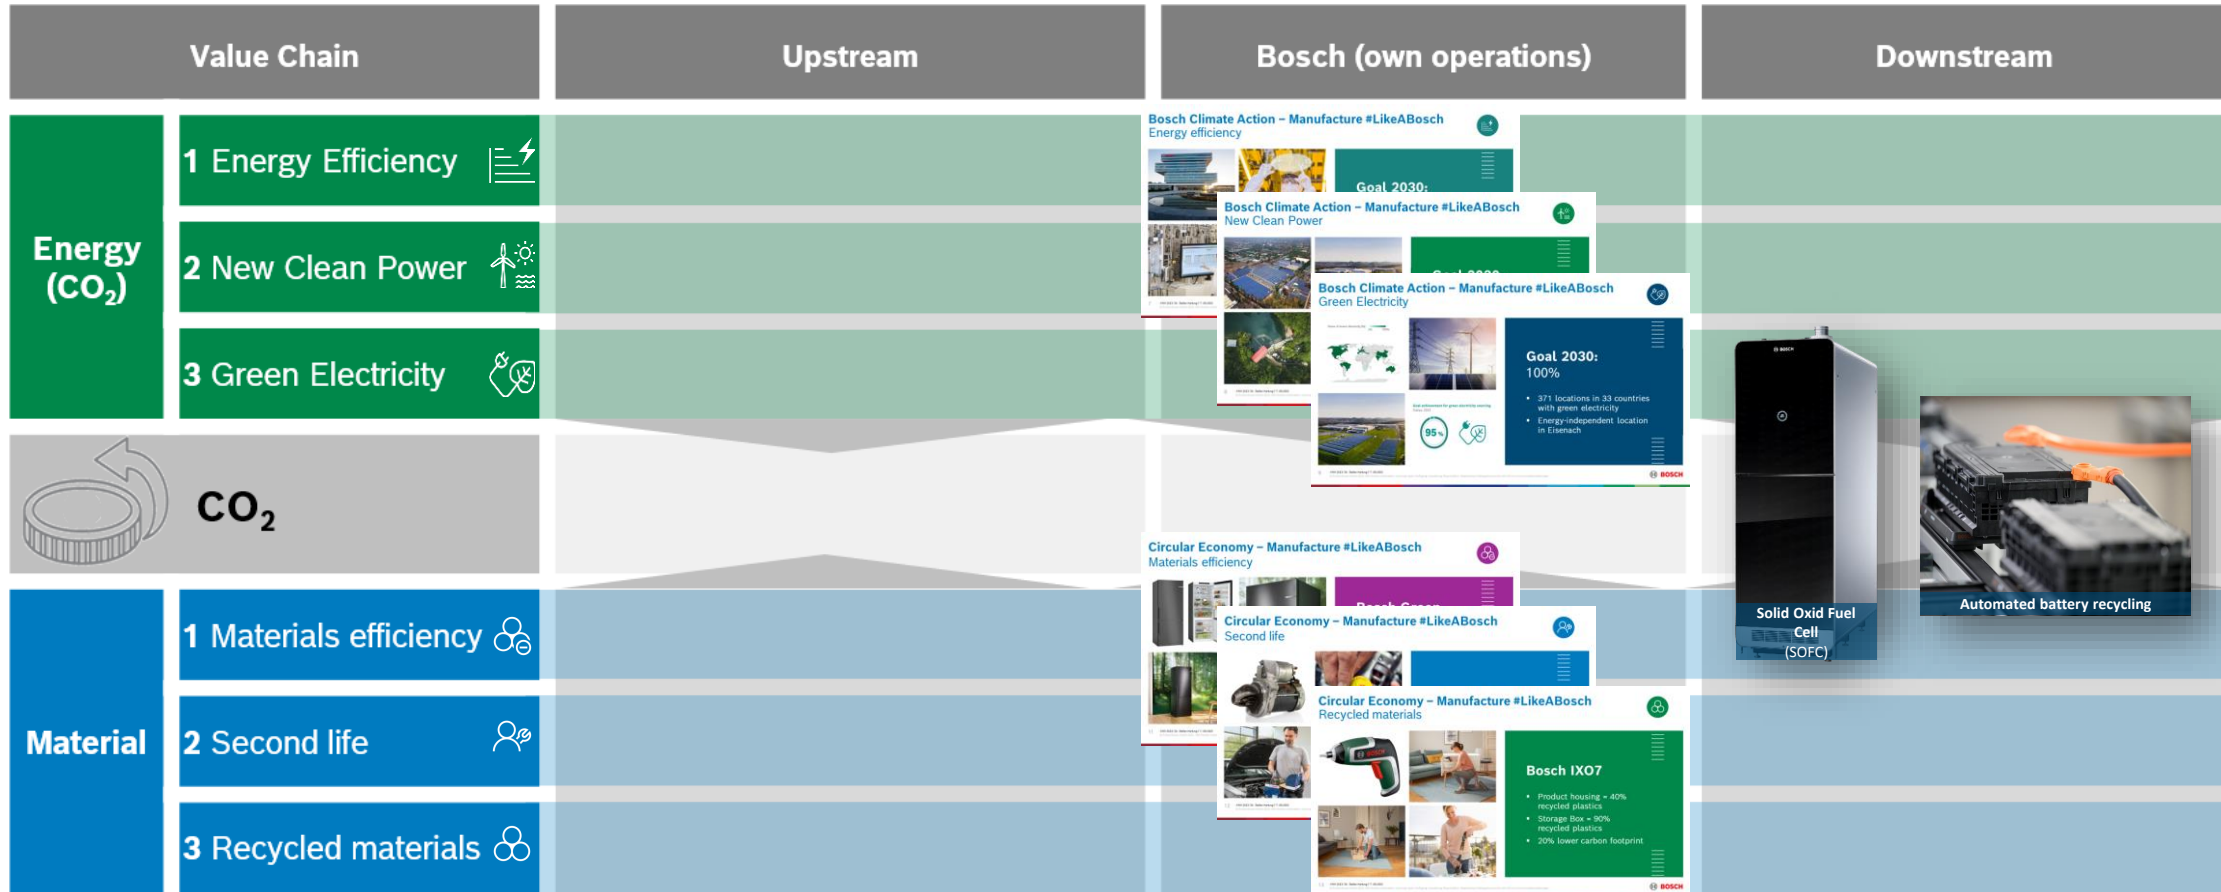 Value Chain
Upstream
Bosch (own operations)
Downstream
Energy
(CO₂)
1 Energy Efficiency
2 New Clean Power
3 Green Electricity
CO₂
Material
1 Materials efficiency
2 Second life
3 Recycled materials
Bosch Climate Action – Manufacture #LikeABosch
Energy efficiency
Goal 2030:
Bosch Climate Action – Manufacture #LikeABosch
New Clean Power
Goal 2030
Bosch Climate Action – Manufacture #LikeABosch
Green Electricity
Goal 2030:
100%
• 371 locations in 33 countries
with green electricity
• Energy-independent location
in Eisenach
95 %
BOSCH
Circular Economy – Manufacture #LikeABosch
Materials efficiency
Bosch Green
Circular Economy – Manufacture #LikeABosch
Second life
Circular Economy – Manufacture #LikeABosch
Recycled materials
BOSCH
Bosch IXO7
• Product housing = 40%
recycled plastics
• Storage Box = 90%
recycled plastics
• 20% lower carbon footprint
BOSCH
BOSCH
Solid Oxid Fuel
Cell
(SOFC)
Automated battery recycling